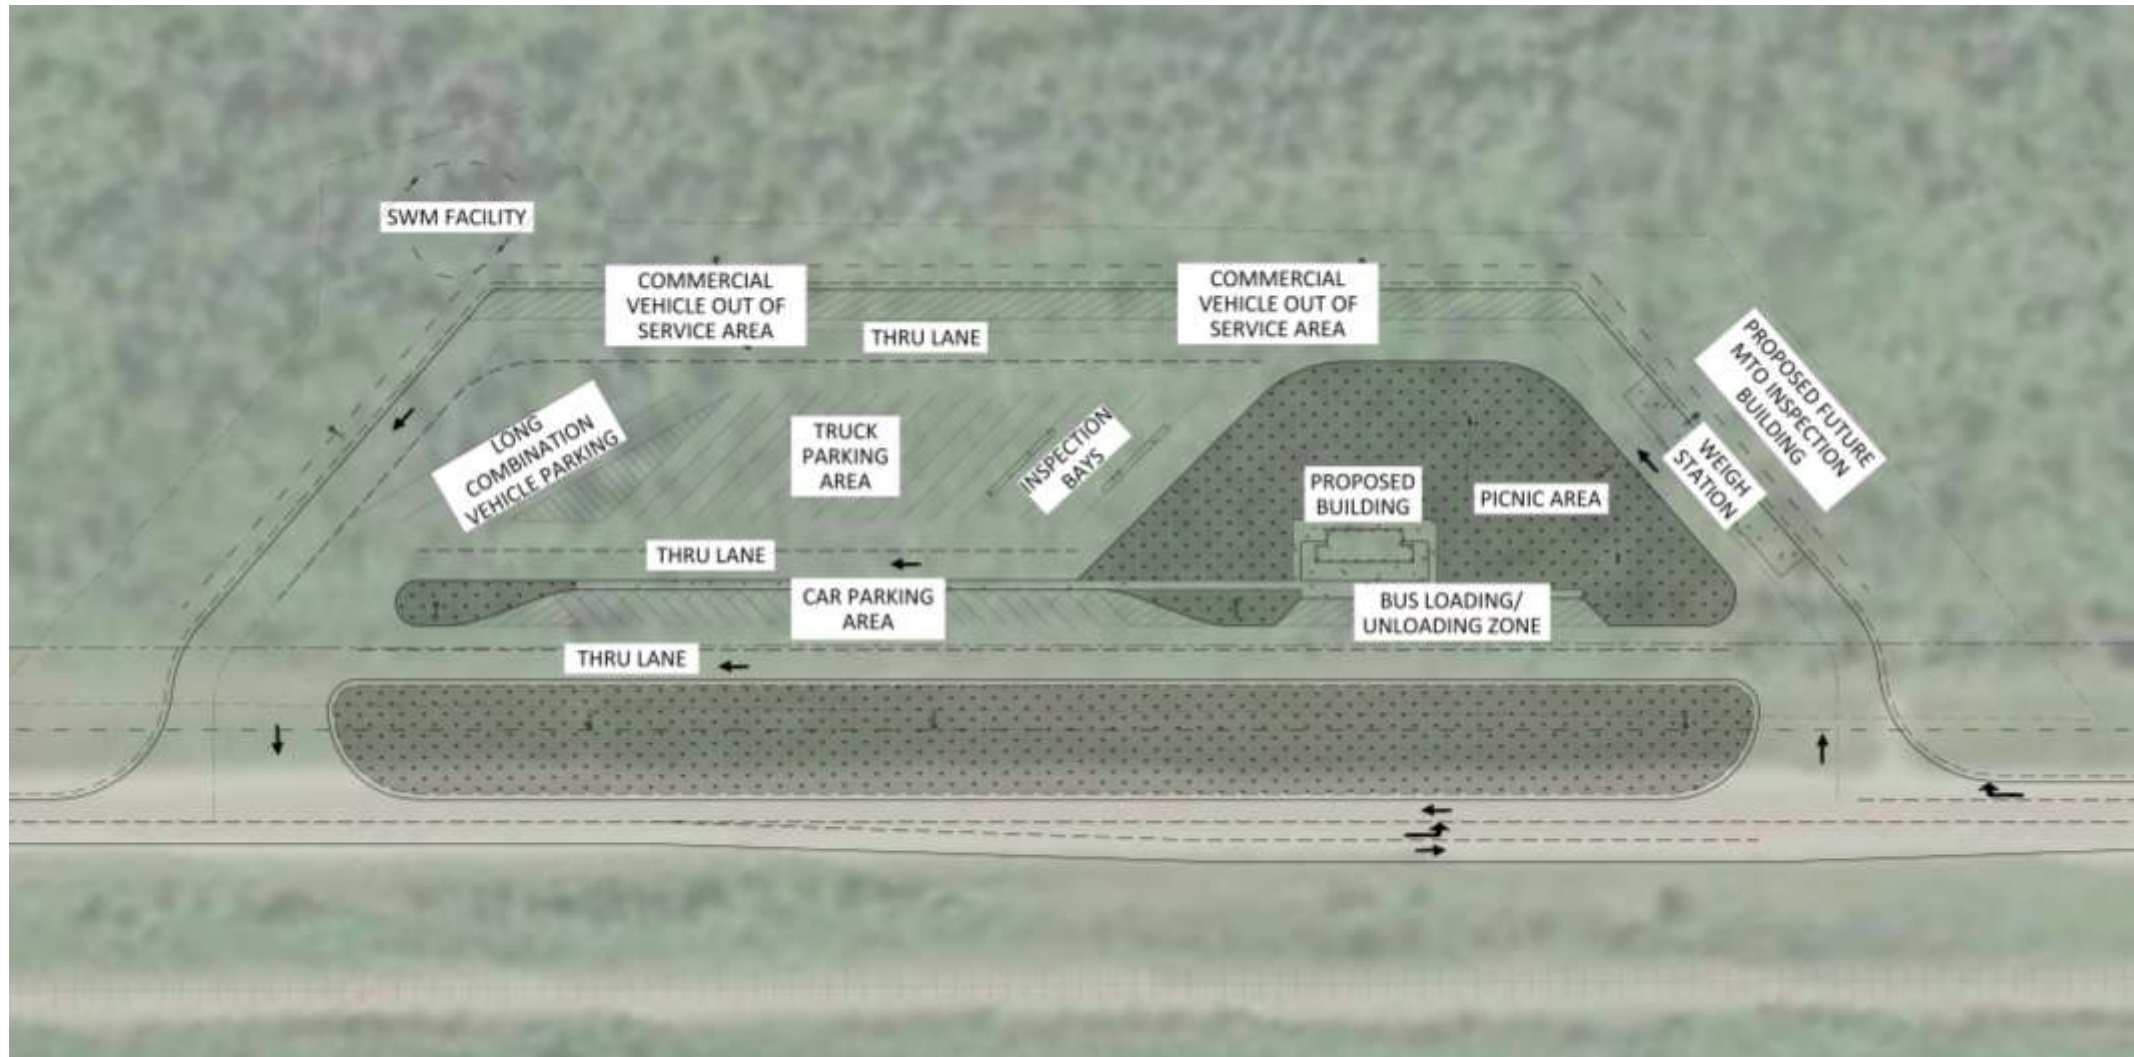 SWM FACILITY
COMMERCIAL
VEHICLE OUT OF
SERVICE AREA
COMMERCIAL
VEHICLE OUT OF
SERVICE AREA
THRU LANE
PROPOSED FUTURE
MTO INSPECTION
BUILDING
LONG
COMBINATION
VEHICLE PARKING
TRUCK
PARKING
AREA
INSPECTION
BAYS
WEIGH
STATION
PROPOSED
BUILDING
PICNIC AREA
THRU LANE
CAR PARKING
AREA
BUS LOADING/
UNLOADING ZONE
THRU LANE